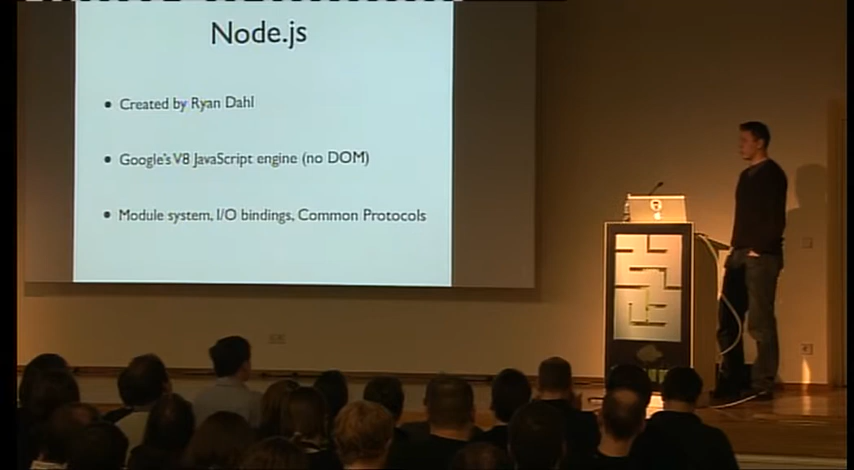 Node.js
• Created by Ryan Dahl
• Google's V8 JavaScript engine (no DOM)
• Module system, I/O bindings, Common Protocols